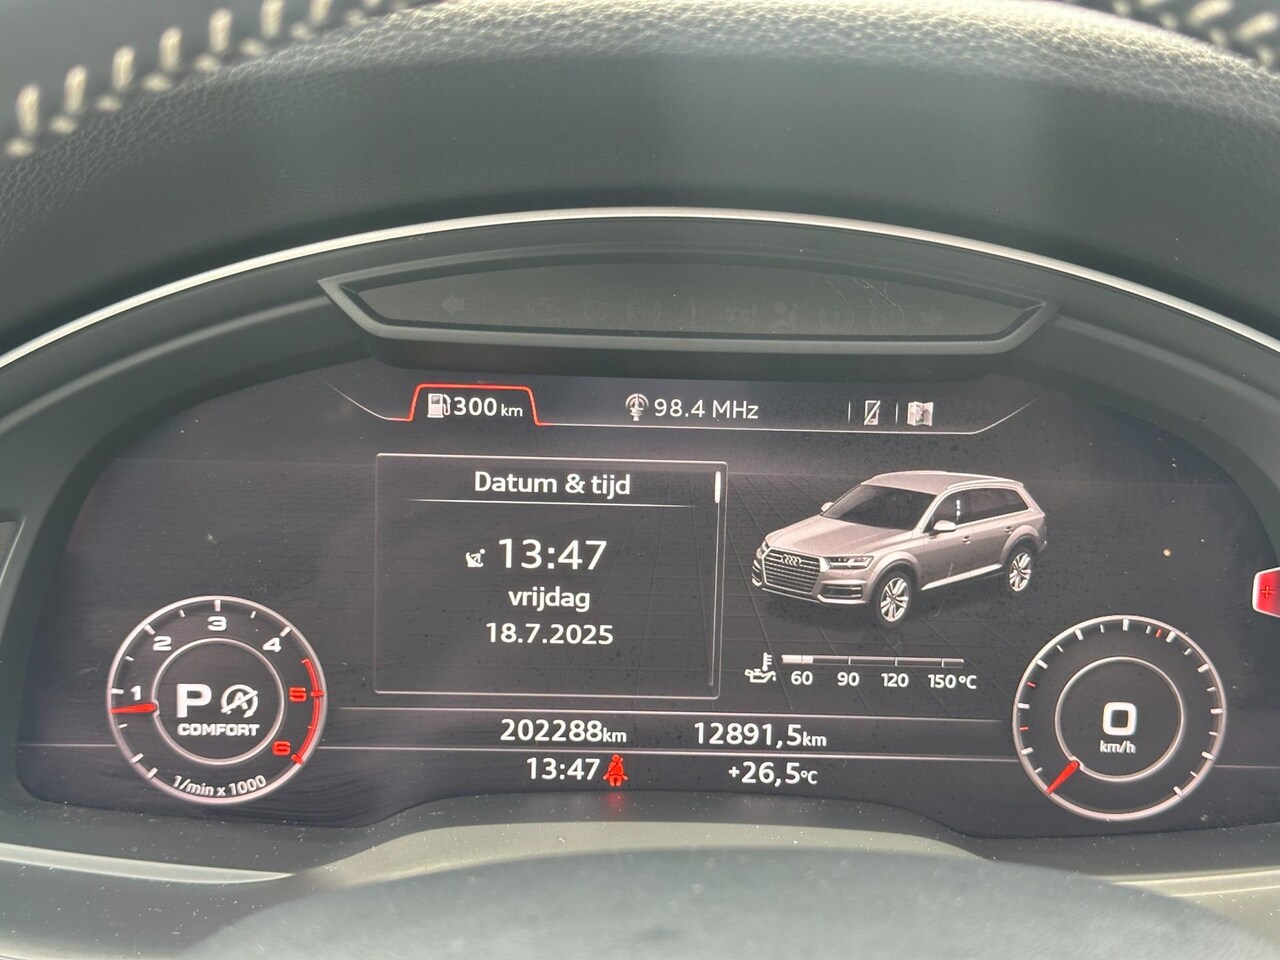 300 km
98.4 MHz
Datum & tijd
13:47
vrijdag
18.7.2025
1 2 3 4 5 6
P
COMFORT
1/min x 1000
60 90 120 150°C
0
km/h
202288km 12891,5km
13:47 +26,5°C